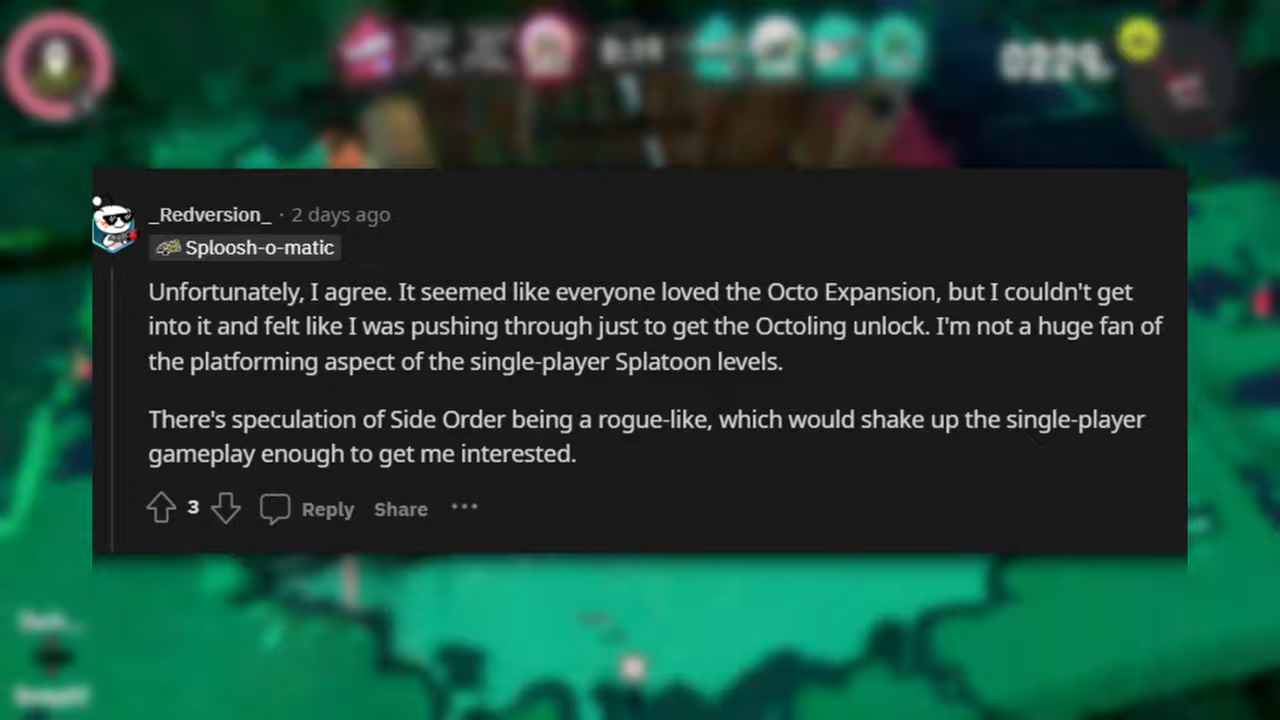 _Redversion_ · 2 days ago
Sploosh-o-matic
Unfortunately, I agree. It seemed like everyone loved the Octo Expansion, but I couldn't get
into it and felt like I was pushing through just to get the Octoling unlock. I'm not a huge fan of
the platforming aspect of the single-player Splatoon levels.
There's speculation of Side Order being a rogue-like, which would shake up the single-player
gameplay enough to get me interested.
3 Reply Share ···